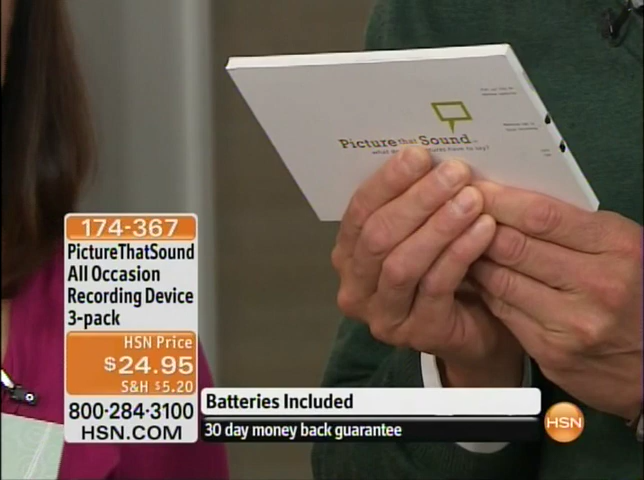 Picture that Sound
174-367
PictureThatSound
All Occasion
Recording Device
3-pack
HSN Price
$24.95
S&H $5.20
800-284-3100
HSN.COM
Batteries Included
30 day money back guarantee
HSN